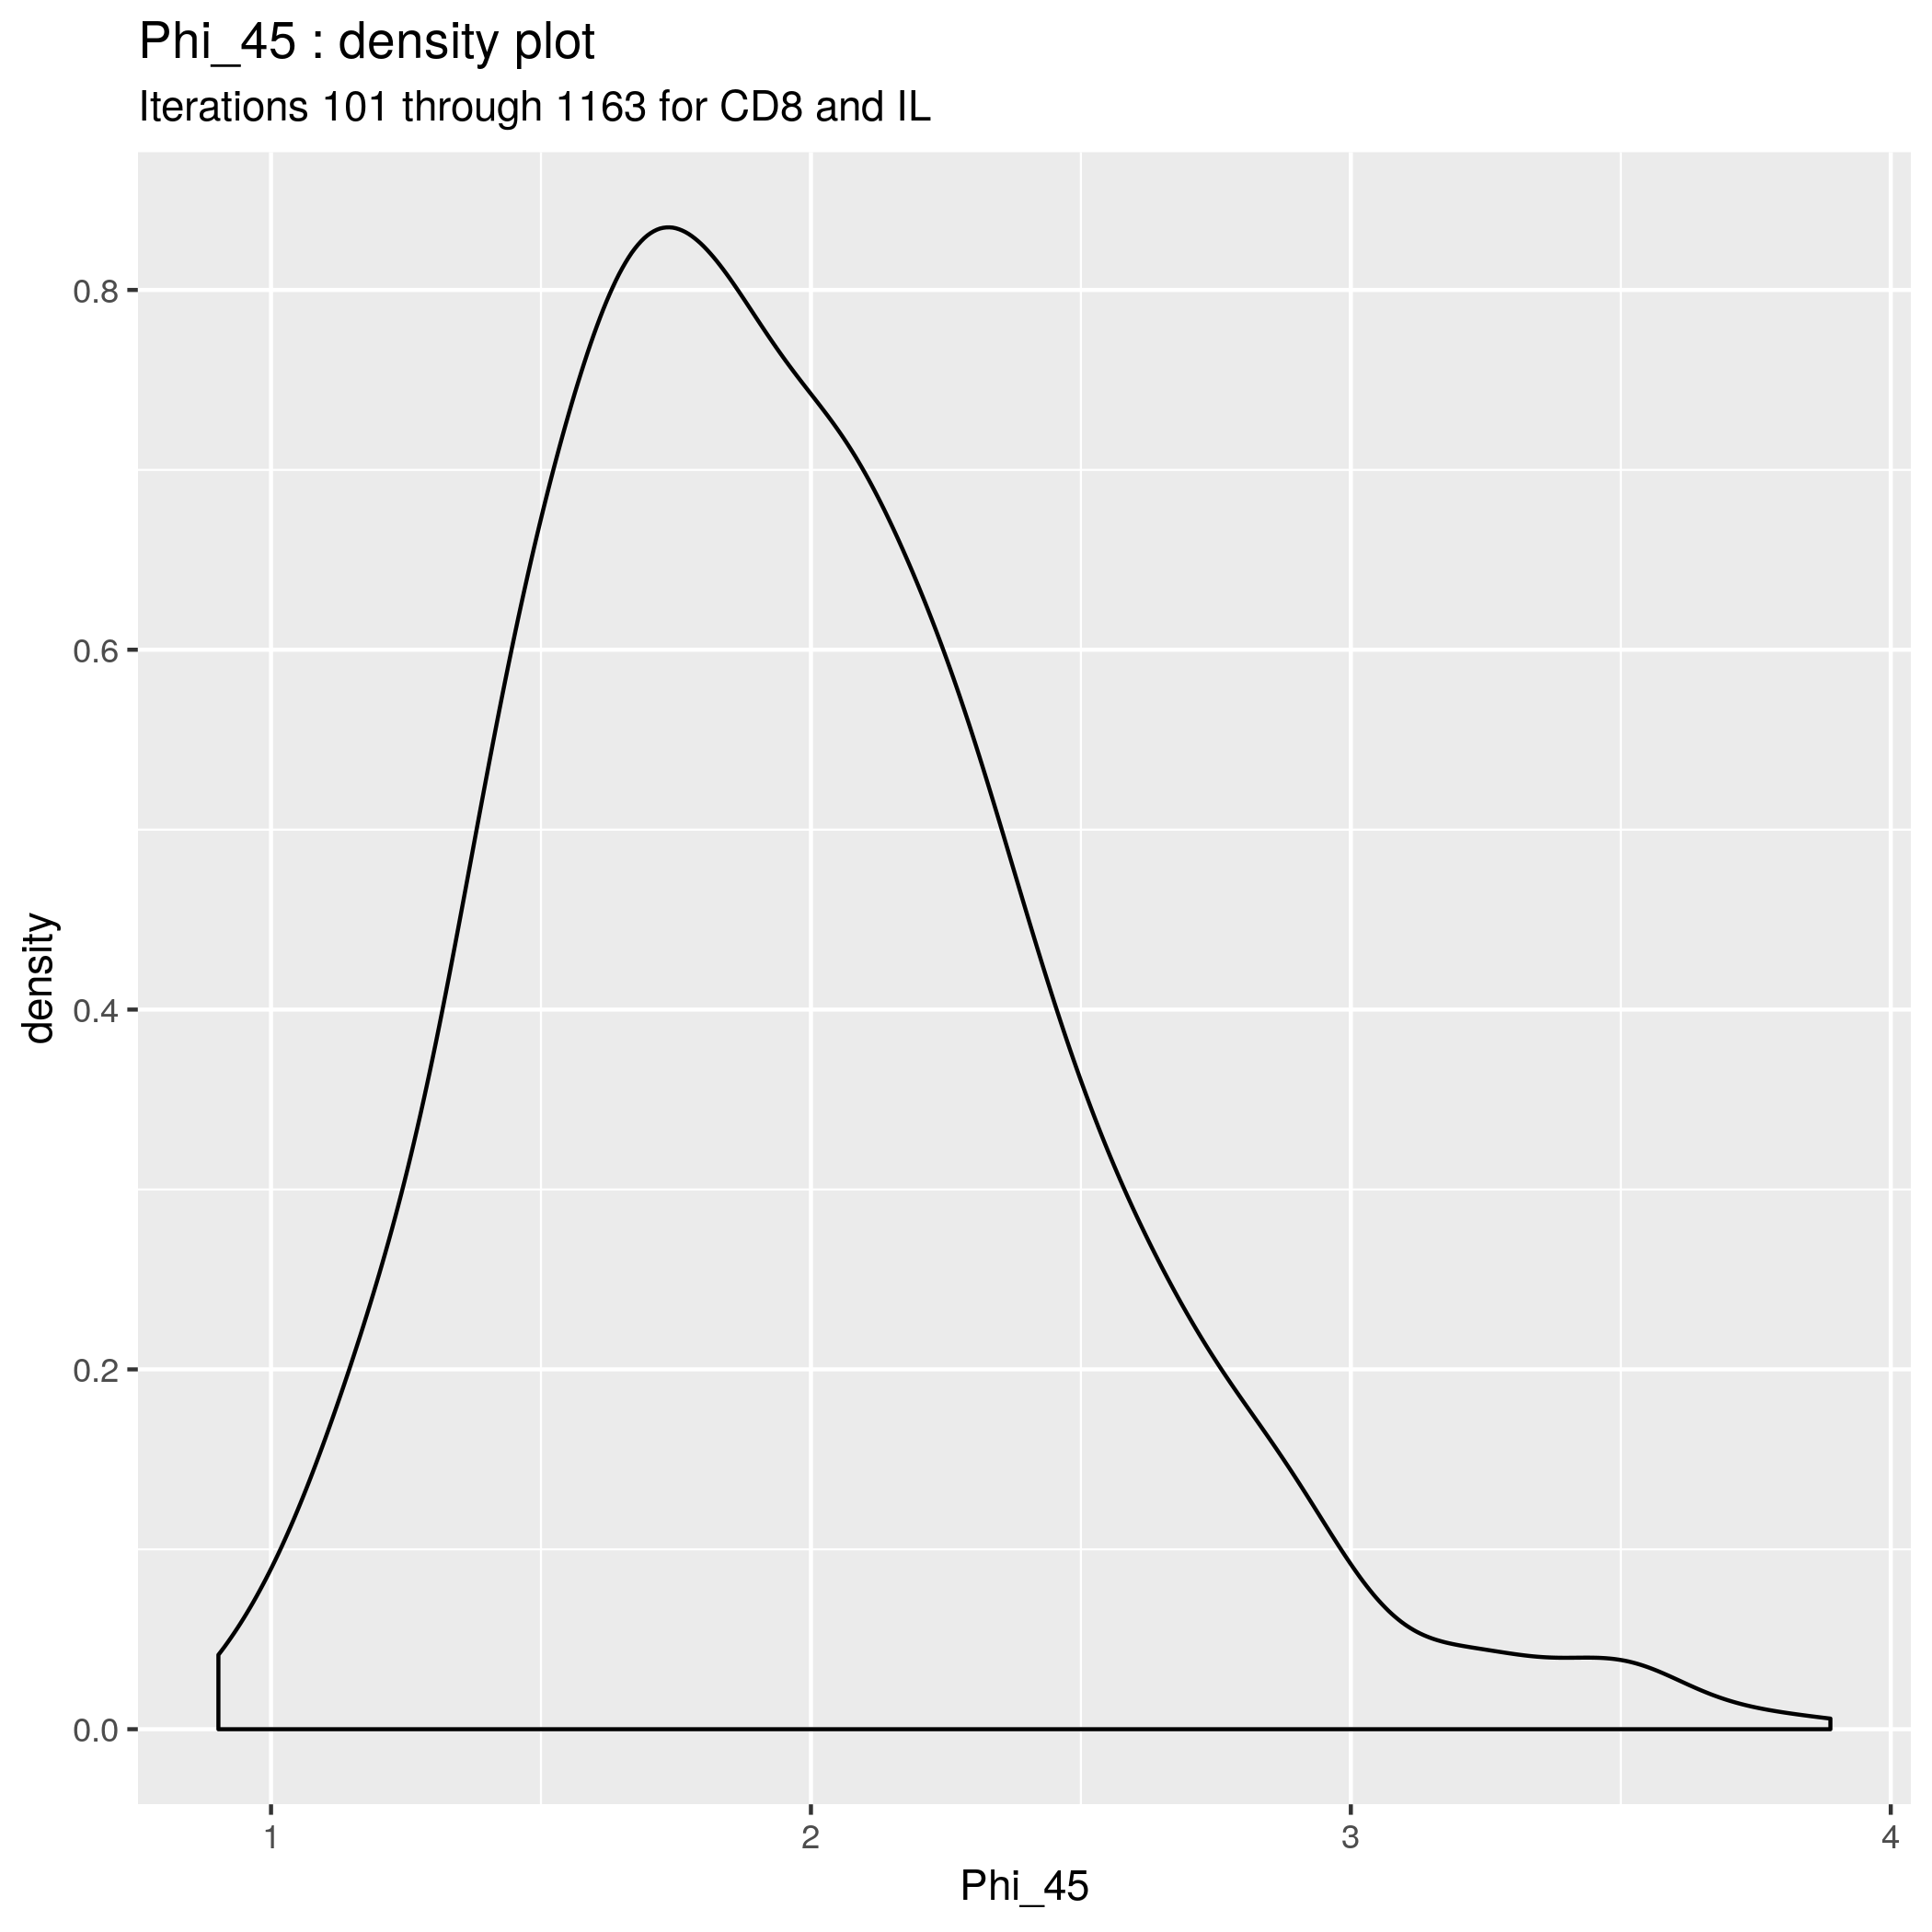 Phi_45 : density plot
Iterations 101 through 1163 for CD8 and IL
density
0.8
0.6
0.4
0.2
0.0
1 2 3 4
Phi_45